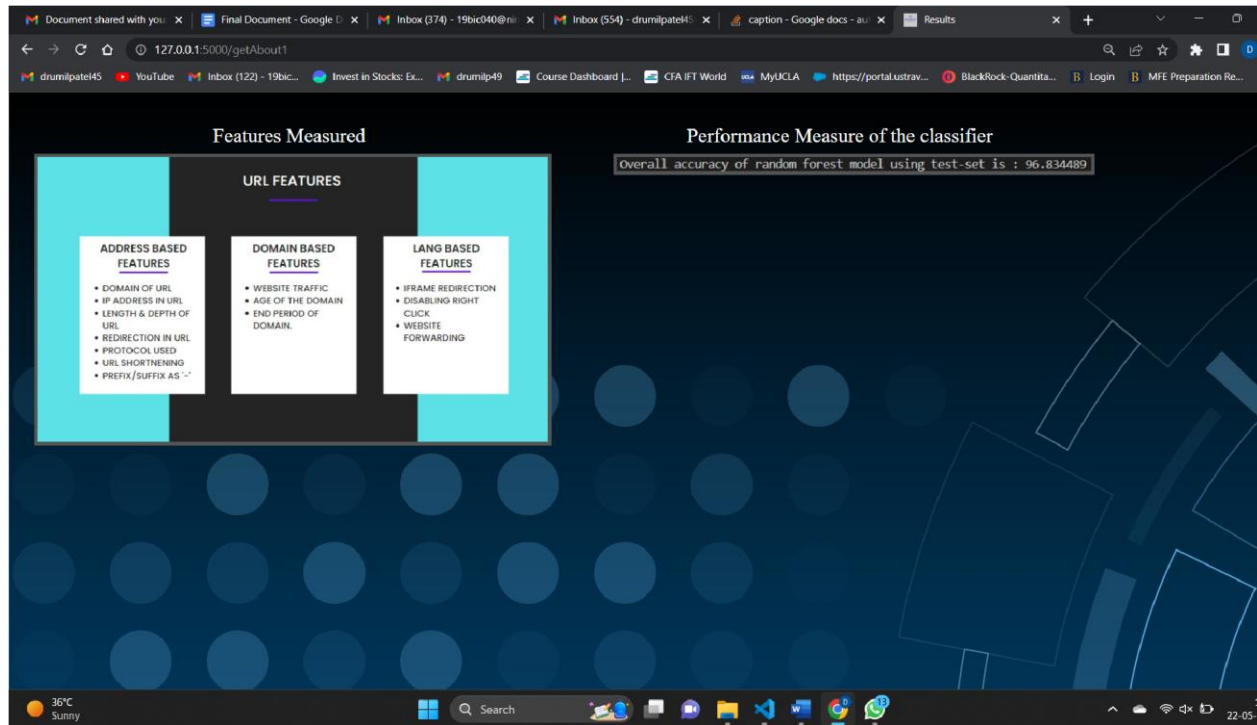 Document shared with you
Final Document - Google D
Inbox (374) - 19bic040@nir
Inbox (554) - drumilpatel45
caption - Google docs - au
Results
127.0.0.1:5000/getAbout1
drumilpatel45
YouTube
Inbox (122) - 19bic...
Invest in Stocks: Ex...
drumilp49
Course Dashboard |...
CFA IFT World
MyUCLA
https://portal.ustrav...
BlackRock-Quantita...
Login
MFE Preparation Re...
Features Measured
URL FEATURES
ADDRESS BASED
FEATURES
• DOMAIN OF URL
• IP ADDRESS IN URL
• LENGTH & DEPTH OF
URL
• REDIRECTION IN URL
• PROTOCOL USED
• URL SHORTNENING
• PREFIX/SUFFIX AS '-'
DOMAIN BASED
FEATURES
• WEBSITE TRAFFIC
• AGE OF THE DOMAIN
• END PERIOD OF
DOMAIN.
LANG BASED
FEATURES
• IFRAME REDIRECTION
• DISABLING RIGHT
CLICK
• WEBSITE
FORWARDING
Performance Measure of the classifier
Overall accuracy of random forest model using test-set is : 96.834489
36°C
Sunny
Search
13
22-05-